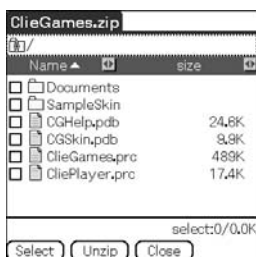 ClieGames.zip
/
Name size
Documents
SampleSkin
CGHelp.pdb 24.6K
CGSkin.pdb 9.9K
ClieGames.prc 489K
CliePlayer.prc 17.4K
select:0/0.0K
Select Unzip Close